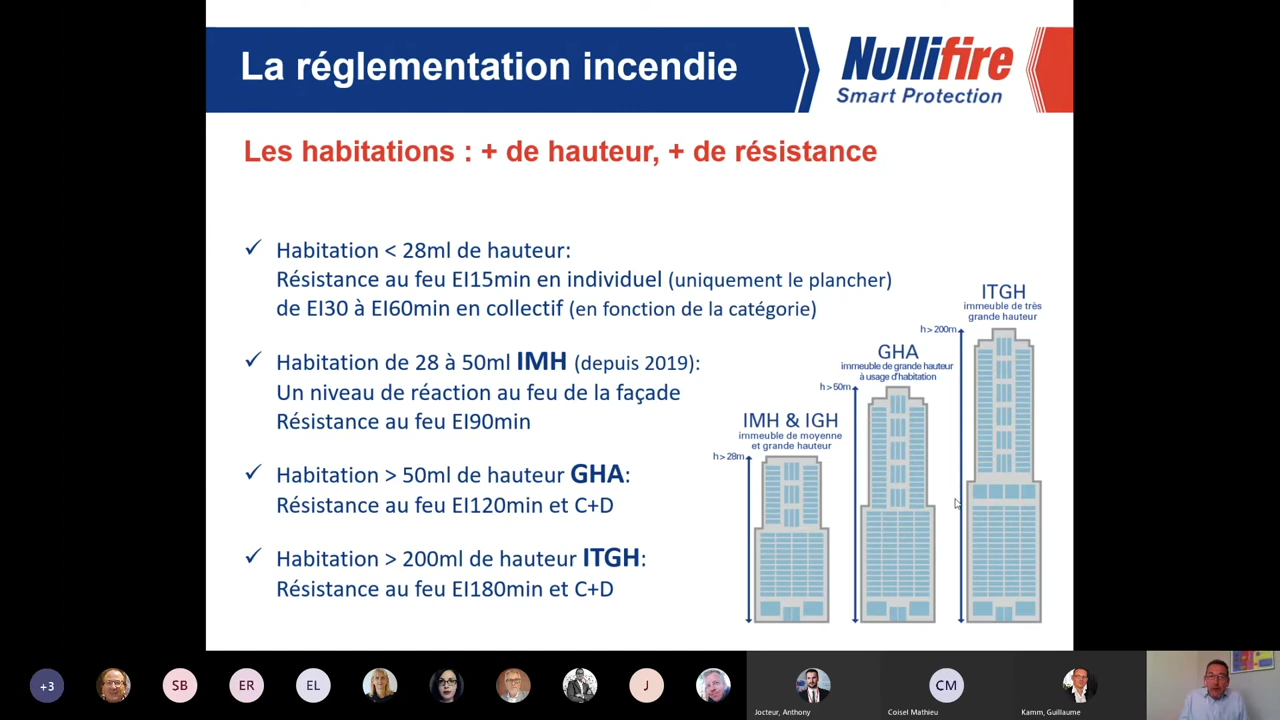 La réglementation incendie
Nullifire
Smart Protection
Les habitations : + de hauteur, + de résistance
✓ Habitation < 28ml de hauteur:
Résistance au feu EI15min en individuel (uniquement le plancher)
de EI30 à EI60min en collectif (en fonction de la catégorie)
✓ Habitation de 28 à 50ml IMH (depuis 2019):
Un niveau de réaction au feu de la façade
Résistance au feu EI90min
✓ Habitation > 50ml de hauteur GHA:
Résistance au feu EI120min et C+D
✓ Habitation > 200ml de hauteur ITGH:
Résistance au feu EI180min et C+D
IMH & IGH
immeuble de moyenne
et grande hauteur
h > 28m
GHA
immeuble de grande hauteur
à usage d'habitation
h > 50m
ITGH
immeuble de très
grande hauteur
h > 200m
+3
SB
ER
EL
J
Jocteur, Anthony
CM
Coisel Mathieu
Kamm, Guillaume